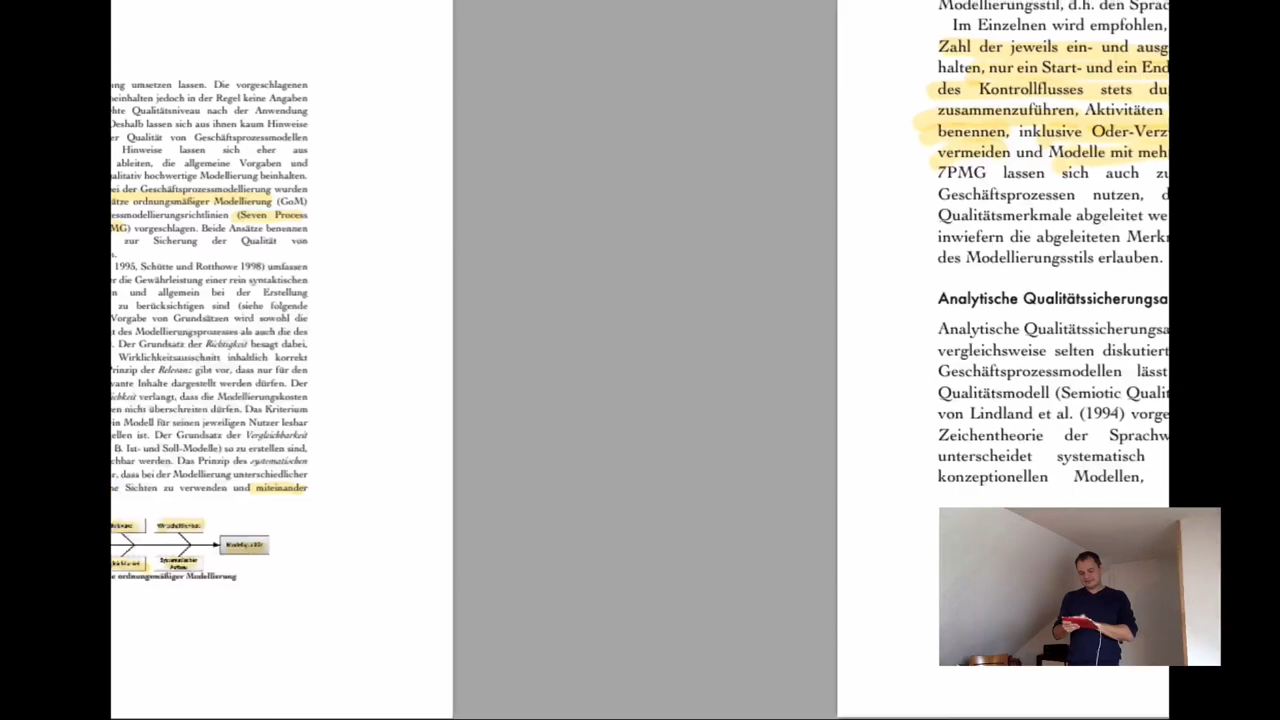 ng umsetzen lassen. Die vorgeschlagenen
einhalten jedoch in der Regel keine Angaben
hte Qualitätsniveau nach der Anwendung
Deshalb lassen sich aus ihnen kaum Hinweise
er Qualität von Geschäftsprozessmodellen
Hinweise lassen sich eher aus
ableiten, die allgemeine Vorgaben und
alitativ hochwertige Modellierung beinhalten.
ei der Geschäftsprozessmodellierung wurden
ätze ordnungsmäßiger Modellierung (GoM)
essmodellierungsrichtlinien (Seven Process
MG) vorgeschlagen. Beide Ansätze benennen
zur Sicherung der Qualität von
s.
1995, Schütte und Rotthowe 1998) umfassen
r die Gewährleistung einer rein syntaktischen
n und allgemein bei der Erstellung
zu berücksichtigen sind (siehe folgende
Vorgabe von Grundsätzen wird sowohl die
t des Modellierungsprozesses als auch die des
). Der Grundsatz der Richtigkeit besagt dabei,
Wirklichkeitsausschnitt inhaltlich korrekt
Prinzip der Relevanz gibt vor, dass nur für den
vante Inhalte dargestellt werden dürfen. Der
ichkeit verlangt, dass die Modellierungskosten
en nicht überschreiten dürfen. Das Kriterium
in Modell für seinen jeweiligen Nutzer lesbar
ellen ist. Der Grundsatz der Vergleichbarkeit
B. Ist- und Soll-Modelle) so zu erstellen sind,
chbar werden. Das Prinzip des systematischen
r, dass bei der Modellierung unterschiedlicher
ne Sichten zu verwenden und miteinander
Wirtschaftlichkeit
Modellqualität
Systematischer
Aufbau
e ordnungsmäßiger Modellierung
Modellierungsstil, d.h. den Sprac
Im Einzelnen wird empfohlen,
Zahl der jeweils ein- und ausg
halten, nur ein Start- und ein End
des Kontrollflusses stets du
zusammenzuführen, Aktivitäten
benennen, inklusive Oder-Verz
vermeiden und Modelle mit meh
7PMG lassen sich auch zu
Geschäftsprozessen nutzen, d
Qualitätsmerkmale abgeleitet we
inwiefern die abgeleiteten Merk
des Modellierungsstils erlauben.
Analytische Qualitätssicherungsa
Analytische Qualitätssicherungsa
vergleichsweise selten diskutiert
Geschäftsprozessmodellen lässt
Qualitätsmodell (Semiotic Qualit
von Lindland et al. (1994) vorge
Zeichentheorie der Sprachw
unterscheidet systematisch
konzeptionellen Modellen,